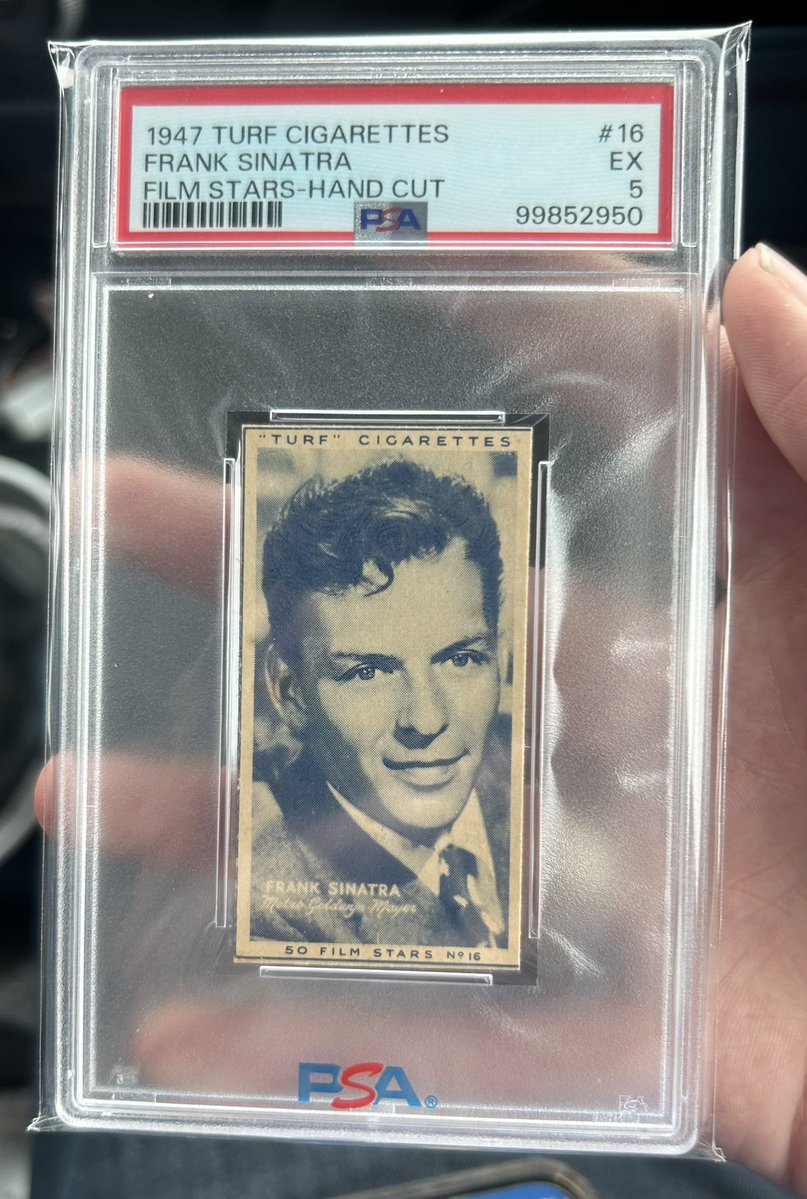 1947 TURF CIGARETTES #16
FRANK SINATRA EX
FILM STARS-HAND CUT 5
PSA 99852950
"TURF" CIGARETTES
FRANK SINATRA
Metro Goldwyn Mayer
50 FILM STARS Nº 16
PSA®